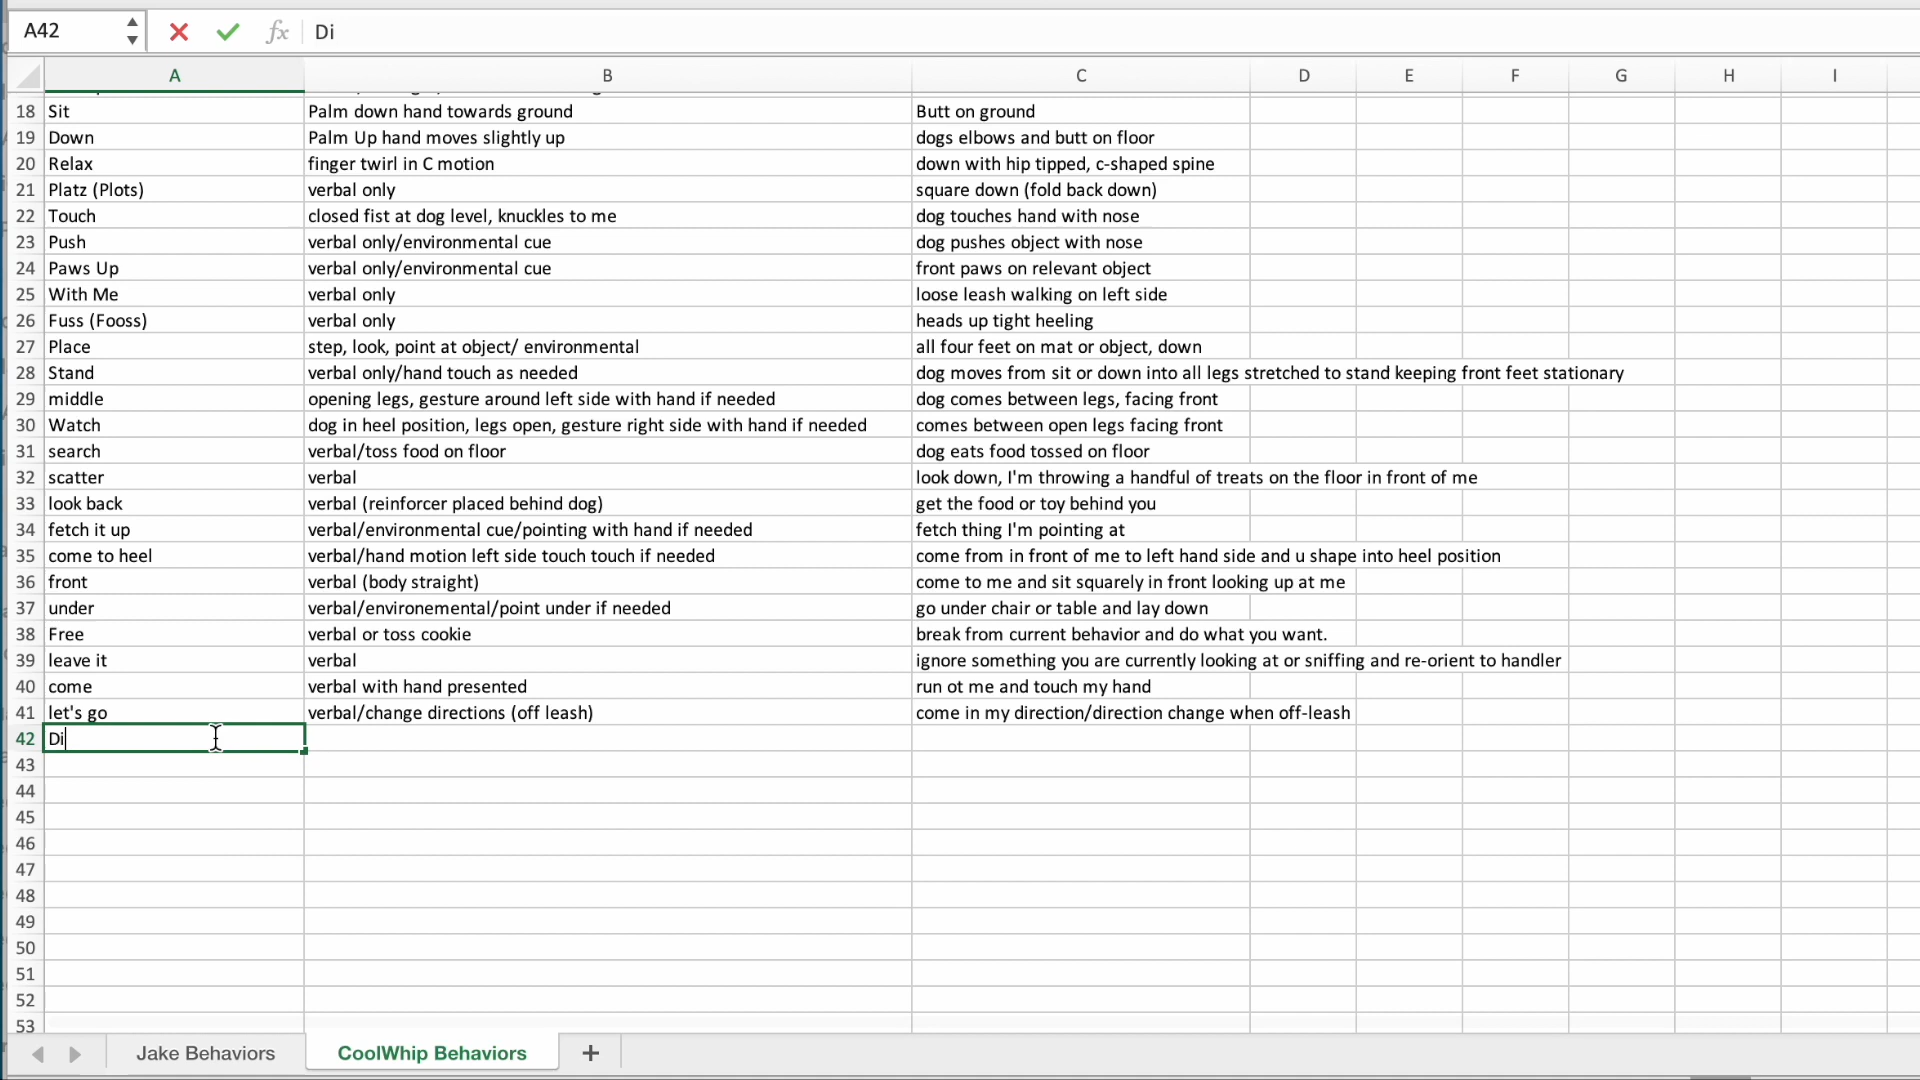 A42 fx Di
A B C D E F G H I
18 Sit Palm down hand towards ground Butt on ground
19 Down Palm Up hand moves slightly up dogs elbows and butt on floor
20 Relax finger twirl in C motion down with hip tipped, c-shaped spine
21 Platz (Plots) verbal only square down (fold back down)
22 Touch closed fist at dog level, knuckles to me dog touches hand with nose
23 Push verbal only/environmental cue dog pushes object with nose
24 Paws Up verbal only/environmental cue front paws on relevant object
25 With Me verbal only loose leash walking on left side
26 Fuss (Fooss) verbal only heads up tight heeling
27 Place step, look, point at object/ environmental all four feet on mat or object, down
28 Stand verbal only/hand touch as needed dog moves from sit or down into all legs stretched to stand keeping front feet stationary
29 middle opening legs, gesture around left side with hand if needed dog comes between legs, facing front
30 Watch dog in heel position, legs open, gesture right side with hand if needed comes between open legs facing front
31 search verbal/toss food on floor dog eats food tossed on floor
32 scatter verbal look down, I'm throwing a handful of treats on the floor in front of me
33 look back verbal (reinforcer placed behind dog) get the food or toy behind you
34 fetch it up verbal/environmental cue/pointing with hand if needed fetch thing I'm pointing at
35 come to heel verbal/hand motion left side touch touch if needed come from in front of me to left hand side and u shape into heel position
36 front verbal (body straight) come to me and sit squarely in front looking up at me
37 under verbal/environemental/point under if needed go under chair or table and lay down
38 Free verbal or toss cookie break from current behavior and do what you want.
39 leave it verbal ignore something you are currently looking at or sniffing and re-orient to handler
40 come verbal with hand presented run ot me and touch my hand
41 let's go verbal/change directions (off leash) come in my direction/direction change when off-leash
42 Di
43
44
45
46
47
48
49
50
51
52
53
Jake Behaviors CoolWhip Behaviors +